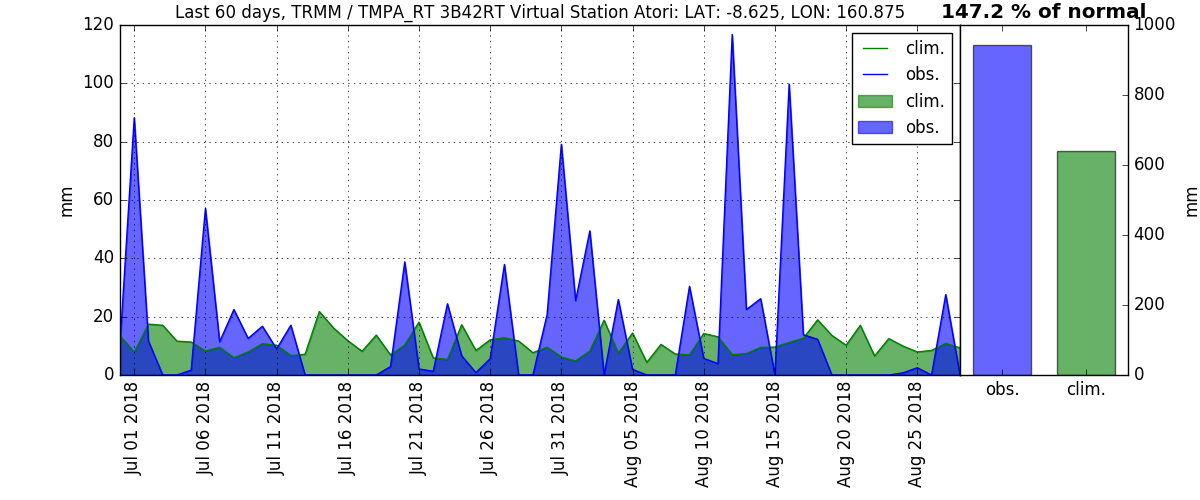 Last 60 days, TRMM / TMPA_RT 3B42RT Virtual Station Atori: LAT: -8.625, LON: 160.875
147.2 % of normal
120
100
80
60
40
20
0
mm
clim.
obs.
clim.
obs.
1000
800
600
400
200
0
mm
Jul 01 2018
Jul 06 2018
Jul 11 2018
Jul 16 2018
Jul 21 2018
Jul 26 2018
Jul 31 2018
Aug 05 2018
Aug 10 2018
Aug 15 2018
Aug 20 2018
Aug 25 2018
obs.
clim.